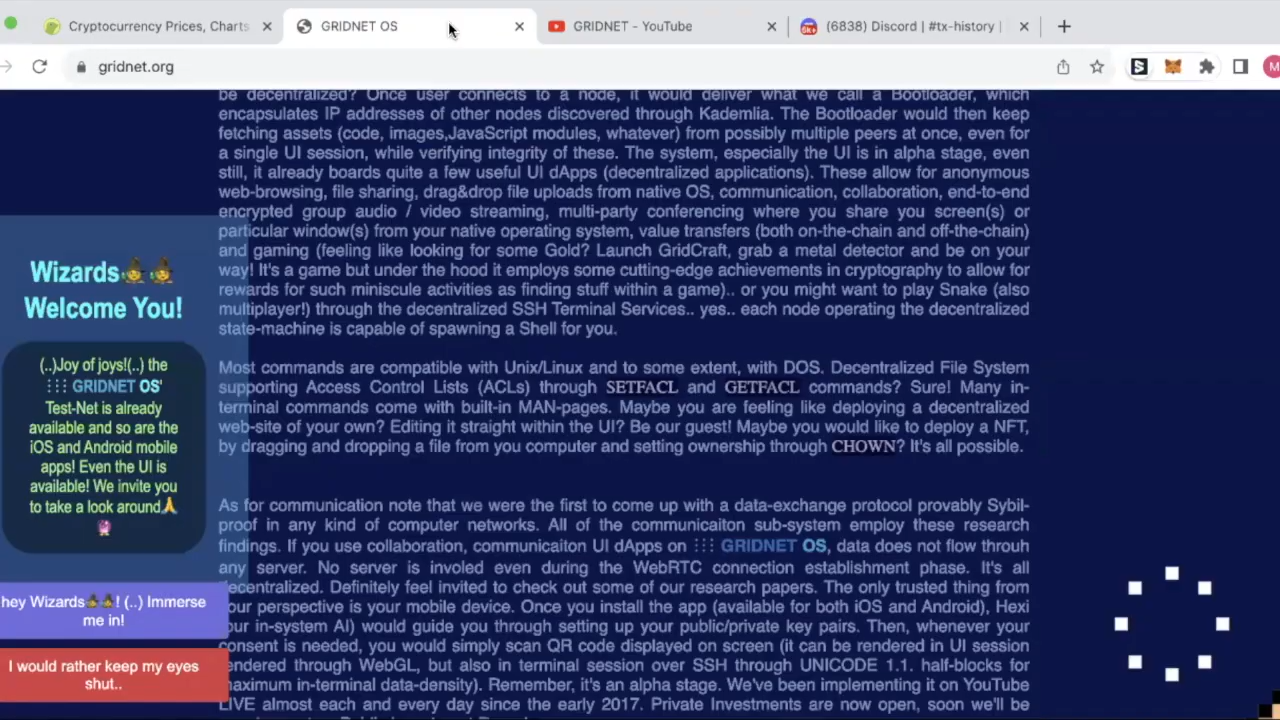 Cryptocurrency Prices, Charts
GRIDNET OS
GRIDNET - YouTube
(6838) Discord | #tx-history |
gridnet.org
be decentralized? Once user connects to a node, it would deliver what we call a Bootloader, which
encapsulates IP addresses of other nodes discovered through Kademlia. The Bootloader would then keep
fetching assets (code, images,JavaScript modules, whatever) from possibly multiple peers at once, even for
a single UI session, while verifying integrity of these. The system, especially the UI is in alpha stage, even
still, it already boards quite a few useful UI dApps (decentralized applications). These allow for anonymous
web-browsing, file sharing, drag&drop file uploads from native OS, communication, collaboration, end-to-end
encrypted group audio / video streaming, multi-party conferencing where you share you screen(s) or
particular window(s) from your native operating system, value transfers (both on-the-chain and off-the-chain)
and gaming (feeling like looking for some Gold? Launch GridCraft, grab a metal detector and be on your
way! It's a game but under the hood it employs some cutting-edge achievements in cryptography to allow for
rewards for such miniscule activities as finding stuff within a game).. or you might want to play Snake (also
multiplayer!) through the decentralized SSH Terminal Services.. yes.. each node operating the decentralized
state-machine is capable of spawning a Shell for you.
Most commands are compatible with Unix/Linux and to some extent, with DOS. Decentralized File System
supporting Access Control Lists (ACLs) through SETFACL and GETFACL commands? Sure! Many in-
terminal commands come with built-in MAN-pages. Maybe you are feeling like deploying a decentralized
web-site of your own? Editing it straight within the UI? Be our guest! Maybe you would like to deploy a NFT,
by dragging and dropping a file from you computer and setting ownership through CHOWN? It's all possible.
As for communication note that we were the first to come up with a data-exchange protocol provably Sybil-
proof in any kind of computer networks. All of the communicaiton sub-system employ these research
findings. If you use collaboration, communicaiton UI dApps on GRIDNET OS, data does not flow throuh
any server. No server is involed even during the WebRTC connection establishment phase. It's all
decentralized. Definitely feel invited to check out some of our research papers. The only trusted thing from
our perspective is your mobile device. Once you install the app (available for both iOS and Android), Hexi
our in-system AI) would guide you through setting up your public/private key pairs. Then, whenever your
consent is needed, you would simply scan QR code displayed on screen (it can be rendered in UI session
rendered through WebGL, but also in terminal session over SSH through UNICODE 1.1. half-blocks for
maximum in-terminal data-density). Remember, it's an alpha stage. We've been implementing it on YouTube
LIVE almost each and every day since the early 2017. Private Investments are now open, soon we'll be
Wizards
Welcome You!
(..)Joy of joys!(..) the
GRIDNET OS'
Test-Net is already
available and so are the
iOS and Android mobile
apps! Even the UI is
available! We invite you
to take a look around
hey Wizards! (..) Immerse
me in!
I would rather keep my eyes
shut..